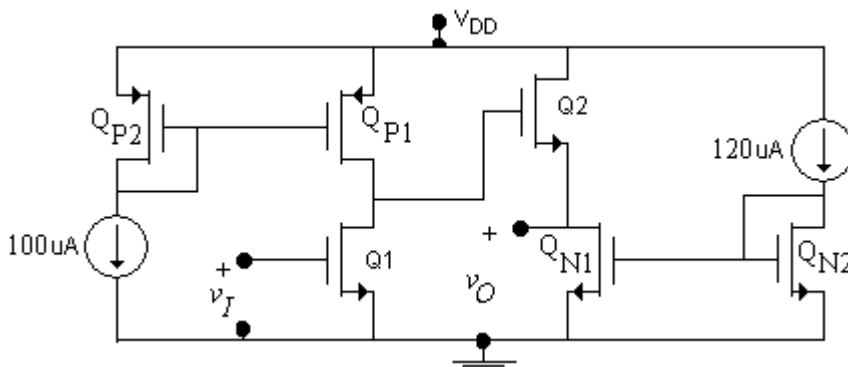 VDD
QP2
QP1
Q2
120uA
100uA
+
vI
Q1
+
vO
QN1
QN2